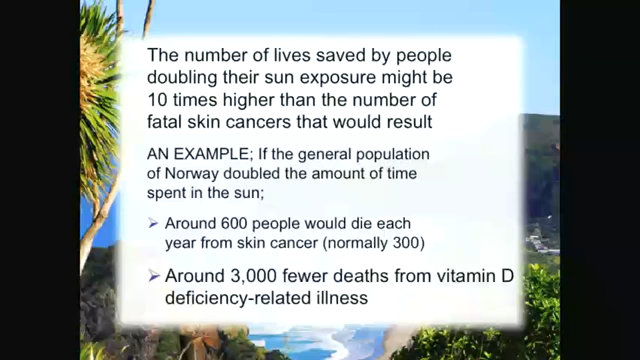 The number of lives saved by people
doubling their sun exposure might be
10 times higher than the number of
fatal skin cancers that would result
AN EXAMPLE; If the general population
of Norway doubled the amount of time
spent in the sun;
Around 600 people would die each
year from skin cancer (normally 300)
Around 3,000 fewer deaths from vitamin D
deficiency-related illness